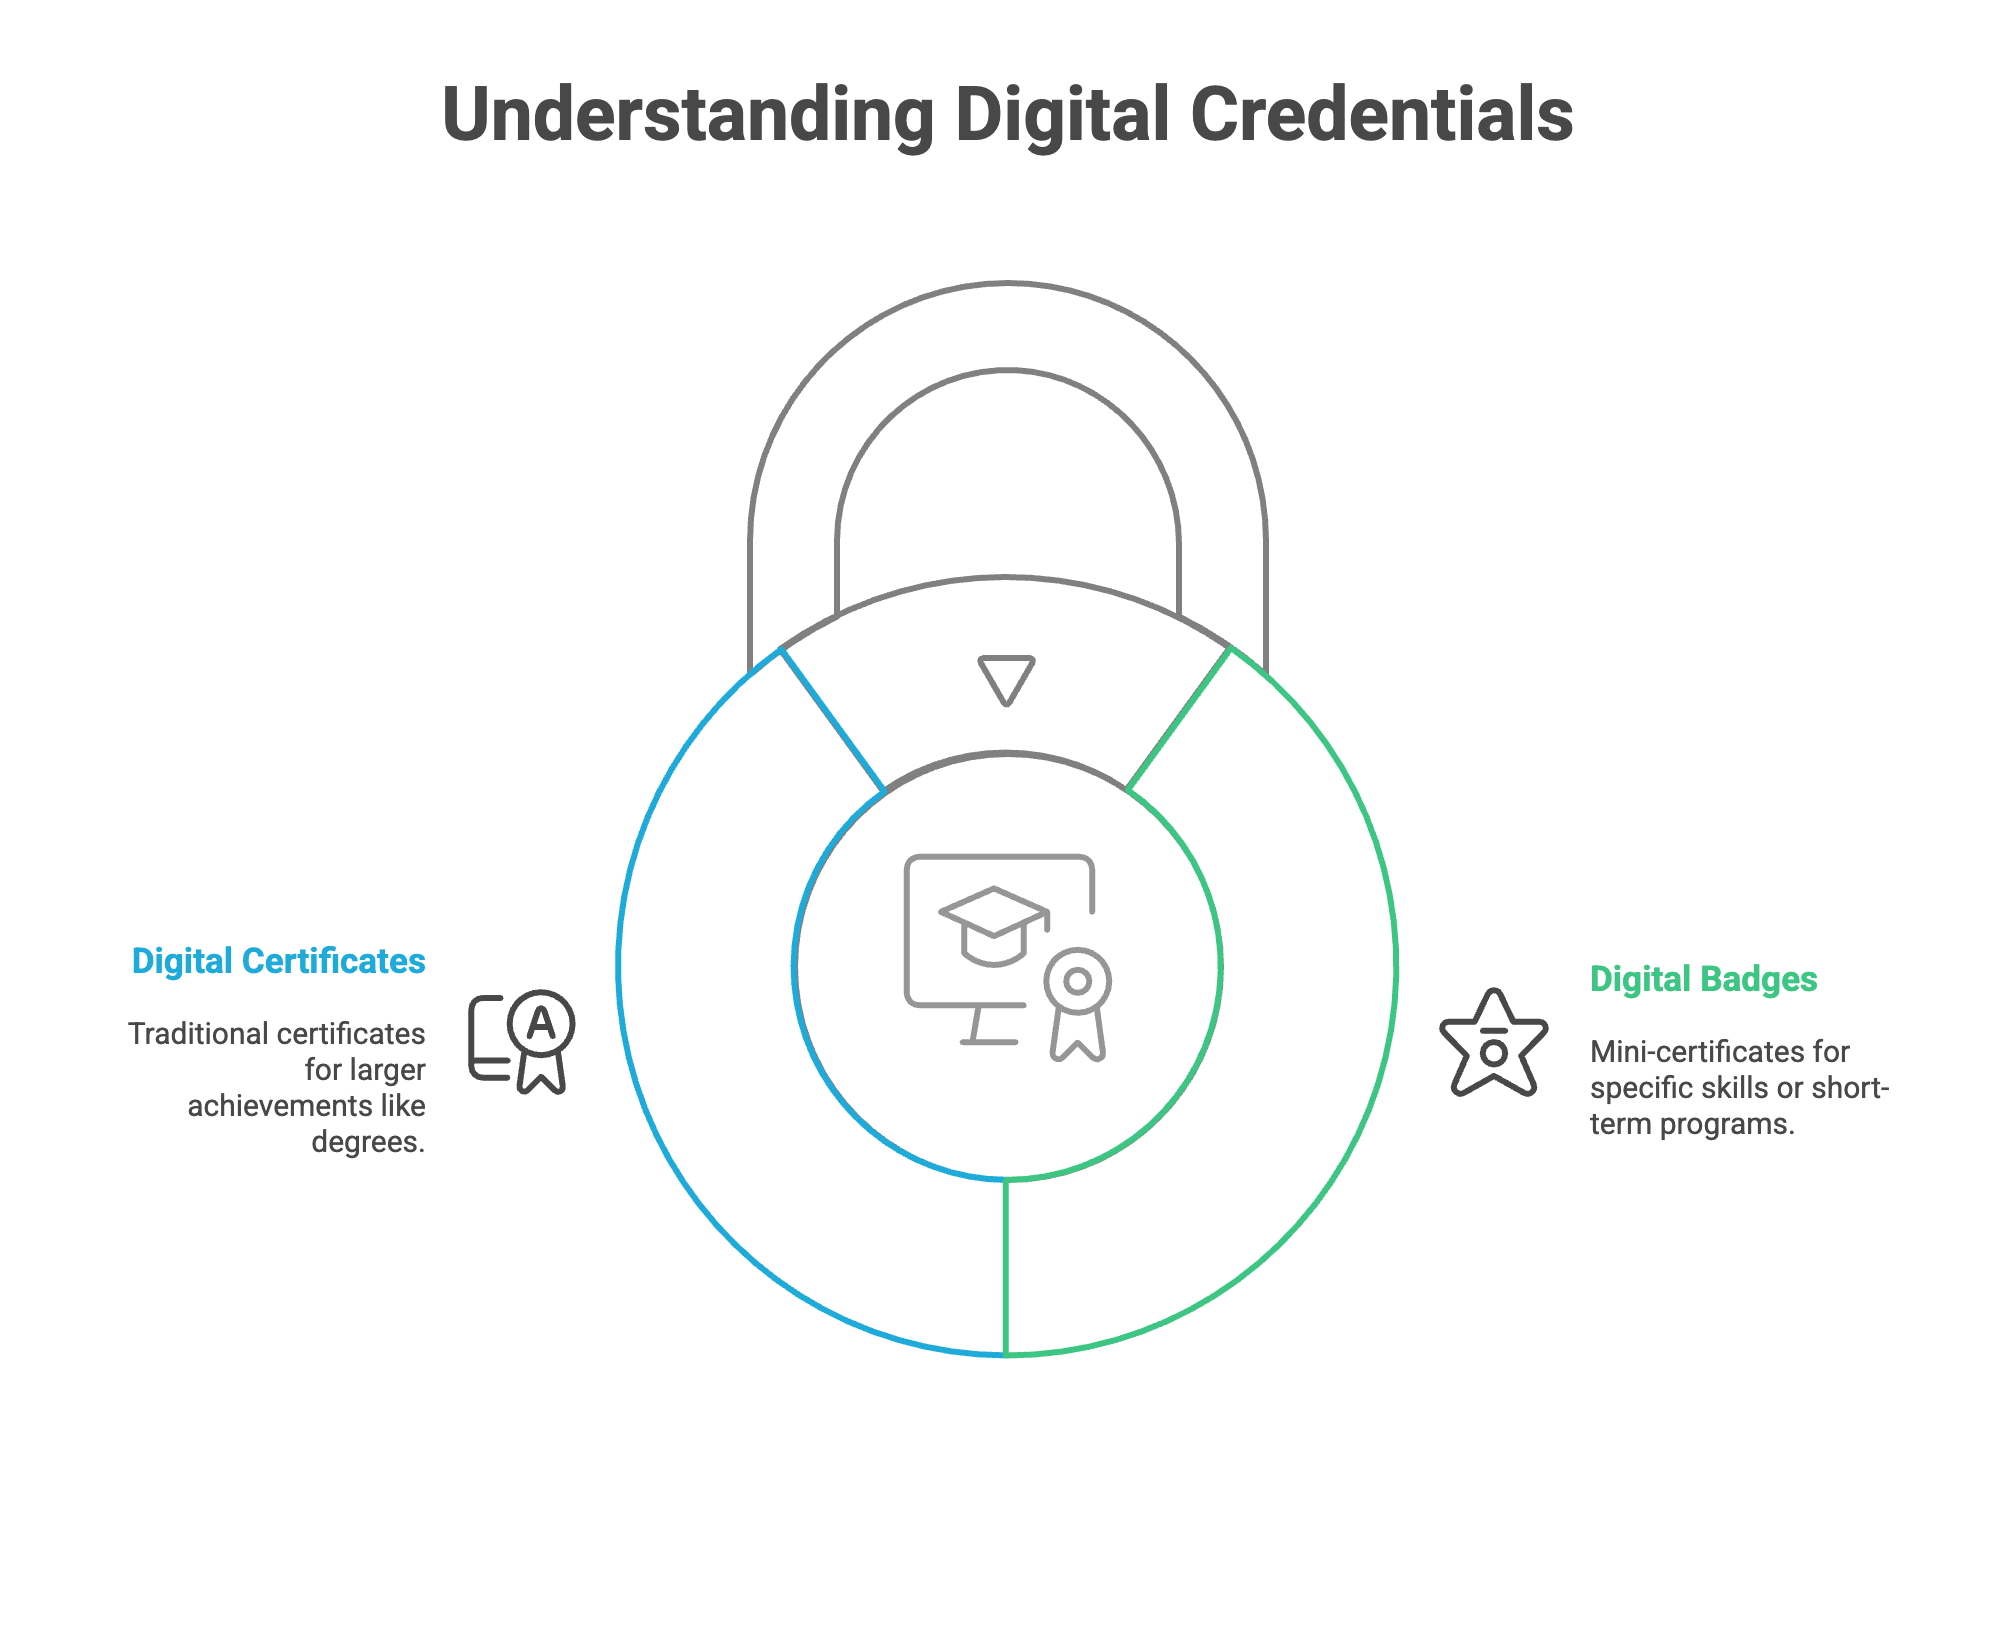 Understanding Digital Credentials
Digital Certificates
Traditional certificates
for larger
achievements like
degrees.
A
Digital Badges
Mini-certificates for
specific skills or short-
term programs.